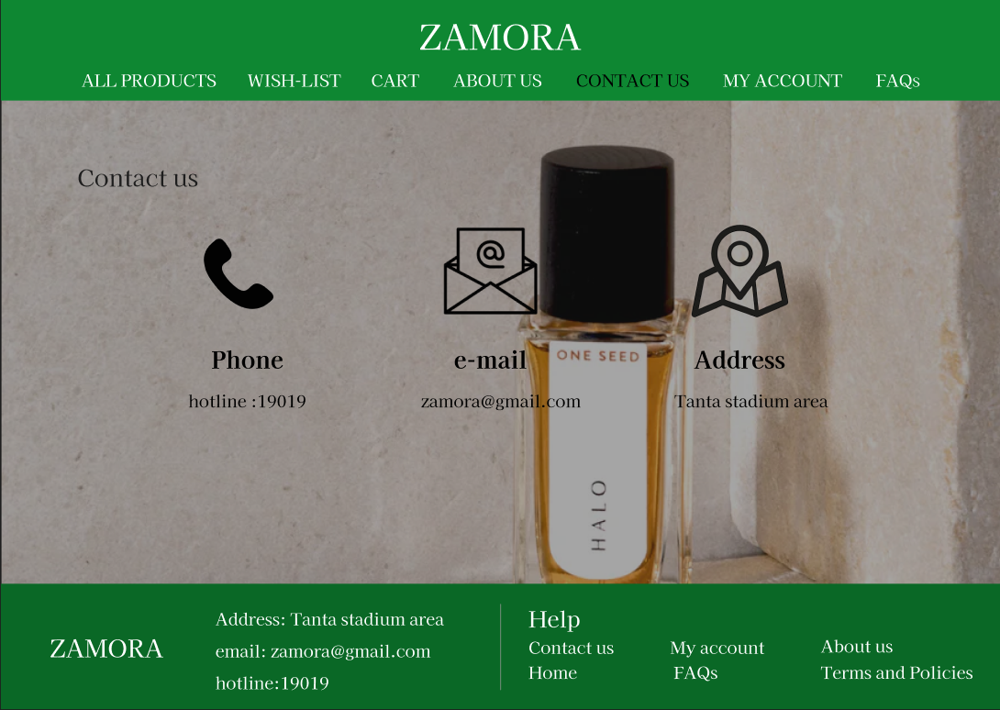 ZAMORA
ALL PRODUCTS WISH-LIST CART ABOUT US CONTACT US MY ACCOUNT FAQs
Contact us
@
Phone e-mail Address
ONE SEED
hotline :19019 zamora@gmail.com Tanta stadium area
HALO
ZAMORA
Address: Tanta stadium area
email: zamora@gmail.com
hotline:19019
Help
Contact us My account About us
Home FAQs Terms and Policies